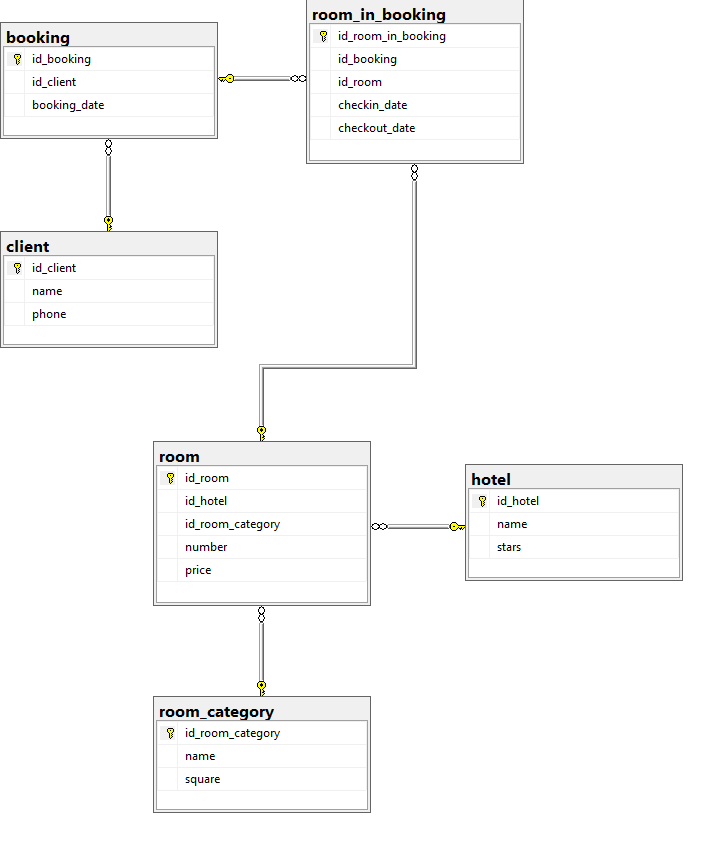 booking
id_booking
id_client
booking_date
room_in_booking
id_room_in_booking
id_booking
id_room
checkin_date
checkout_date
client
id_client
name
phone
room
id_room
id_hotel
id_room_category
number
price
hotel
id_hotel
name
stars
room_category
id_room_category
name
square